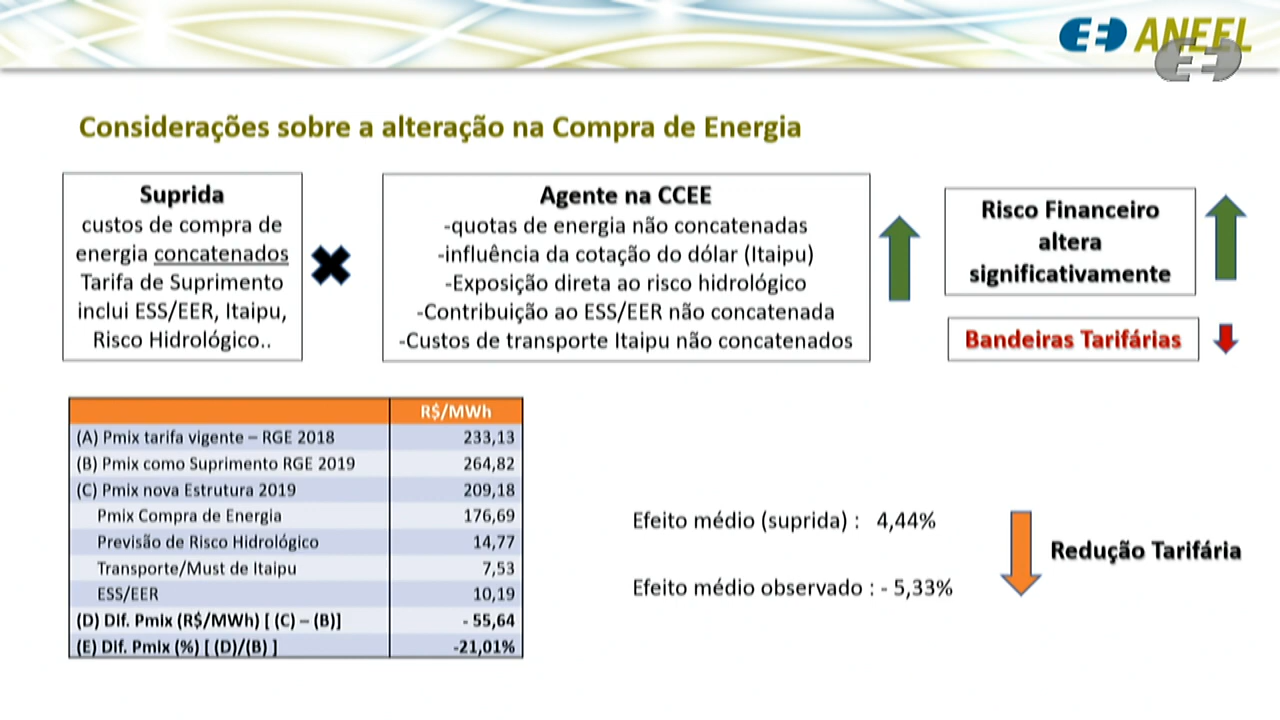 ANEEL
Considerações sobre a alteração na Compra de Energia
Suprida
custos de compra de
energia concatenados
Tarifa de Suprimento
inclui ESS/EER, Itaipu,
Risco Hidrológico..
Agente na CCEE
-quotas de energia não concatenadas
-influência da cotação do dólar (Itaipu)
-Exposição direta ao risco hidrológico
-Contribuição ao ESS/EER não concatenada
-Custos de transporte Itaipu não concatenados
Risco Financeiro
altera
significativamente
Bandeiras Tarifárias
R$/MWh
(A) Pmix tarifa vigente – RGE 2018 233,13
(B) Pmix como Suprimento RGE 2019 264,82
(C) Pmix nova Estrutura 2019 209,18
Pmix Compra de Energia 176,69
Previsão de Risco Hidrológico 14,77
Transporte/Must de Itaipu 7,53
ESS/EER 10,19
(D) Dif. Pmix (R$/MWh) [ (C) – (B)] - 55,64
(E) Dif. Pmix (%) [ (D)/(B) ] -21,01%
Efeito médio (suprida) : 4,44%
Efeito médio observado : - 5,33%
Redução Tarifária